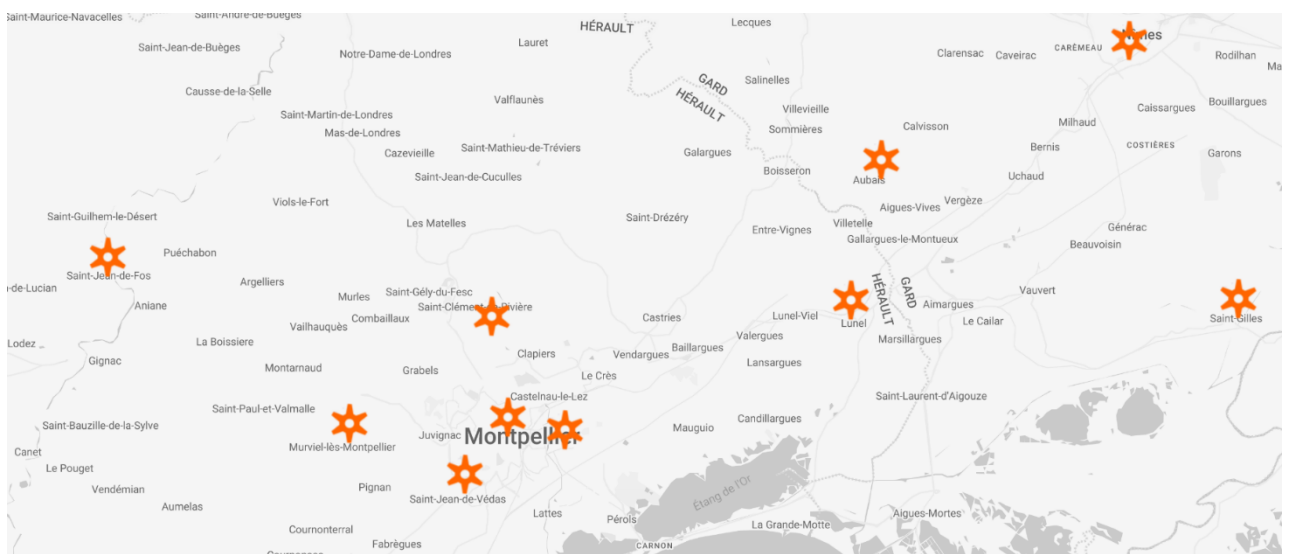 Saint-Maurice-Navacelles
Saint-André-de-Buèges
HÉRAULT
Lecques
Saint-Jean-de-Buèges
Notre-Dame-de-Londres
Lauret
Clarensac
Caveirac
CARÉMEAU
Rodilhan
GARD
HÉRAULT
Salinelles
Causse-de-la-Selle
Valflaunès
Villevieille
Caissargues
Bouillargues
Saint-Martin-de-Londres
Mas-de-Londres
Sommières
Calvisson
Milhaud
Cazevieille
Saint-Mathieu-de-Tréviers
Galargues
Bernis
COSTIÈRES
Garons
Saint-Jean-de-Cuculles
Boisseron
Aubais
Uchaud
Viols-le-Fort
Aigues-Vives
Vergèze
Saint-Guilhem-le-Désert
Les Matelles
Saint-Drézéry
Entre-Vignes
Villetelle
Gallargues-le-Montueux
Générac
Beauvoisin
Puéchabon
Saint-Jean-de-Fos
-de-Lucian
Argelliers
Saint-Gély-du-Fesc
HÉRAULT
GARD
Vauvert
Aniane
Murles
Saint-Clément-de-Rivière
Aimargues
Vailhauquès
Combaillaux
Castries
Lunel-Viel
Lunel
Le Cailar
Saint-Gilles
Lodez
La Boissiere
Valergues
Marsillargues
Gignac
Montarnaud
Grabels
Clapiers
Vendargues
Baillargues
Lansargues
Le Crès
Castelnau-le-Lez
Saint-Laurent-d'Aigouze
Saint-Paul-et-Valmalle
Candillargues
Saint-Bauzille-de-la-Sylve
Juvignac
Montpellier
Mauguio
Murviel-lès-Montpellier
Canet
Le Pouget
Vendémian
Pignan
Saint-Jean-de-Védas
Étang de l'Or
Aumelas
Lattes
Pérols
La Grande-Motte
Aigues-Mortes
Cournonterral
Fabrègues
CARNON